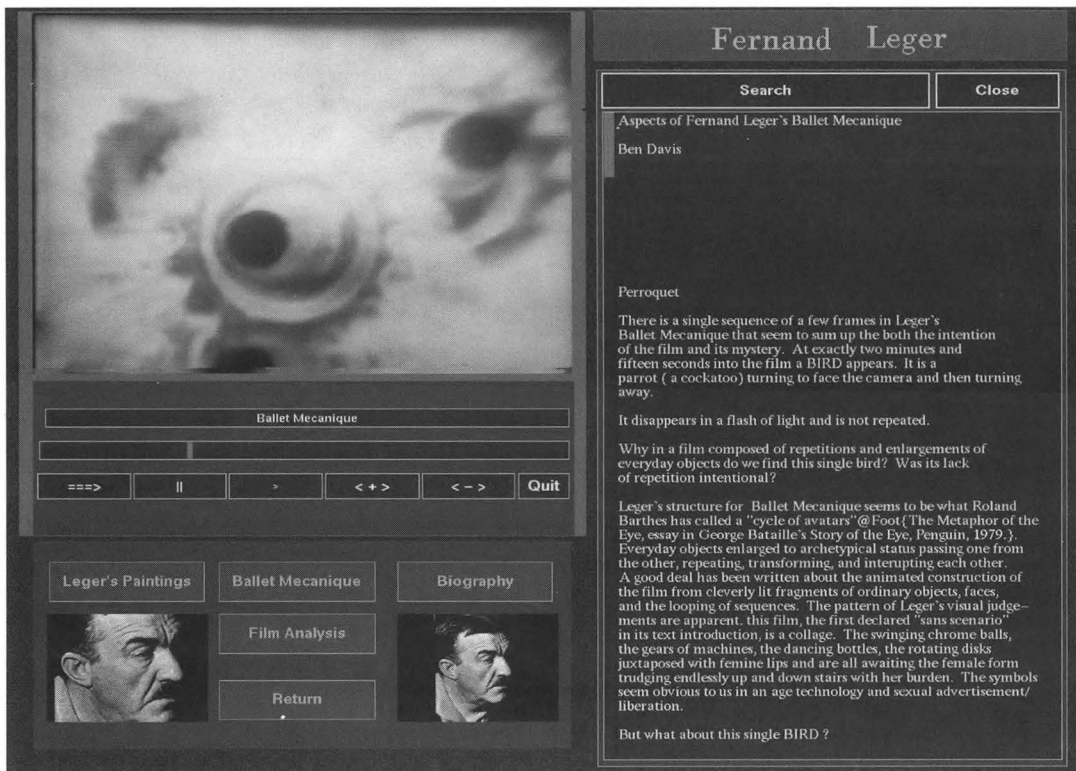 Fernand Leger
Search Close
Aspects of Fernand Leger's Ballet Mecanique
Ben Davis
Perroquet
There is a single sequence of a few frames in Leger's
Ballet Mecanique that seem to sum up the both the intention
of the film and its mystery. At exactly two minutes and
fifteen seconds into the film a BIRD appears. It is a
parrot ( a cockatoo) turning to face the camera and then turning
away.
It disappears in a flash of light and is not repeated.
Why in a film composed of repetitions and enlargements of
everyday objects do we find this single bird? Was its lack
of repetition intentional?
Leger's structure for Ballet Mecanique seems to be what Roland
Barthes has called a "cycle of avatars"@Foot{The Metaphor of the
Eye, essay in George Bataille's Story of the Eye, Penguin, 1979.}.
Everyday objects enlarged to archetypical status passing one from
the other, repeating, transforming, and interupting each other.
A good deal has been written about the animated construction of
the film from cleverly lit fragments of ordinary objects, faces,
and the looping of sequences. The pattern of Leger's visual judge–
ments are apparent. this film, the first declared "sans scenario"
in its text introduction, is a collage. The swinging chrome balls,
the gears of machines, the dancing bottles, the rotating disks
juxtaposed with femine lips and are all awaiting the female form
trudging endlessly up and down stairs with her burden. The symbols
seem obvious to us in an age technology and sexual advertisement/
liberation.
But what about this single BIRD ?
Ballet Mecanique
===> || > < + > < – > Quit
Leger's Paintings Ballet Mecanique Biography
Film Analysis
Return